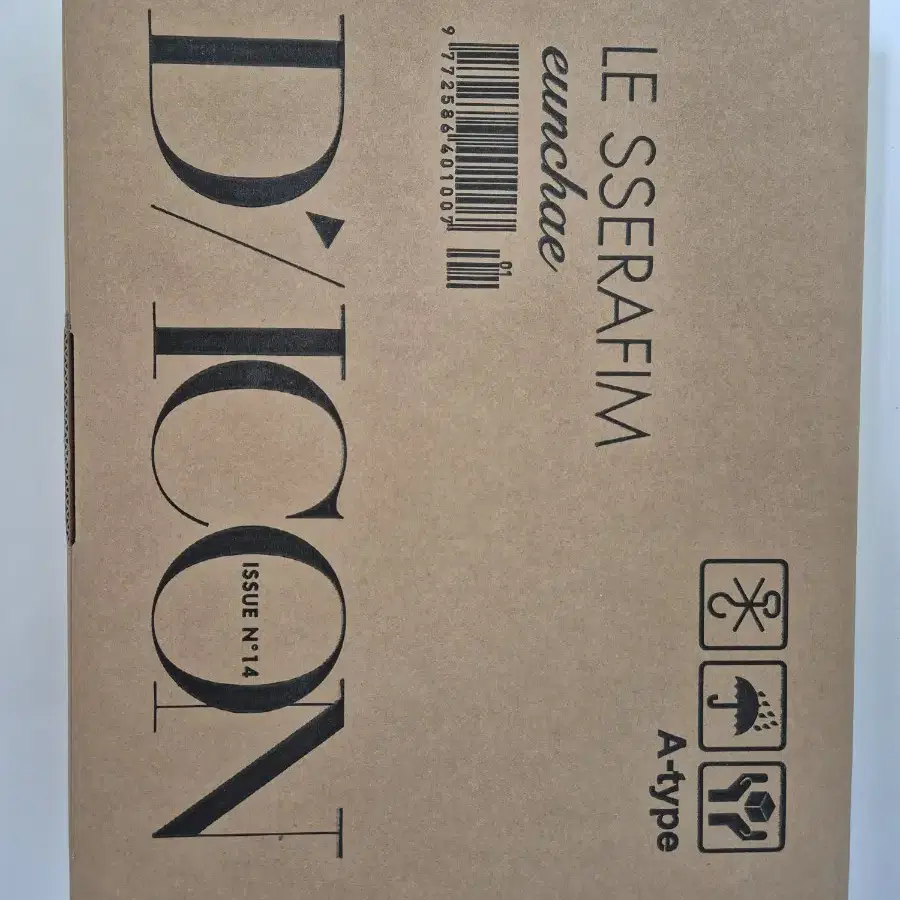 LE SSERAFIM
eunchae
9 772586 401007
01
A-type
D'/ICON
ISSUE N°14